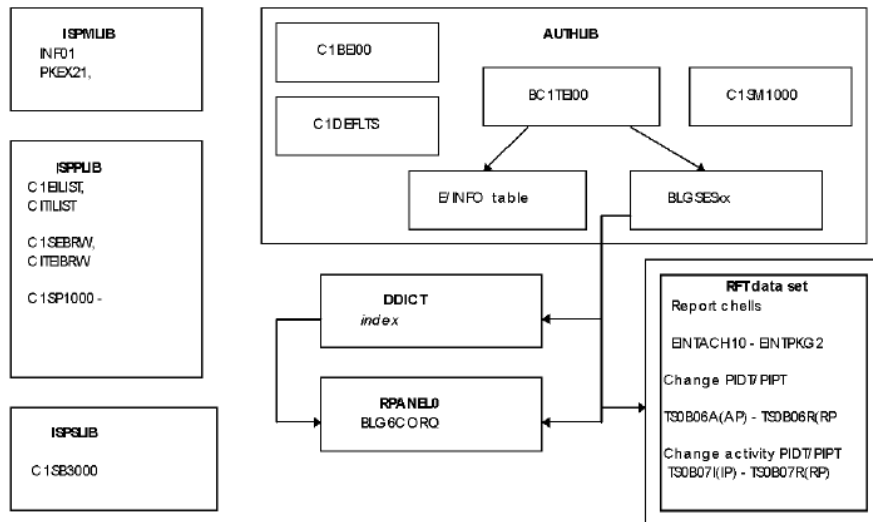 ISPMLIB
INF01
PKEX21,
ISPPLIB
C1EILIST,
CITILIST
C1SEBRW,
CITEIBRW
C1SP1000 -
ISPSLIB
C1SB3000
AUTHLIB
C1BEI00
C1DEFLTS
BC1TEI00
C1SM1000
E/INFO table
BLGSESxx
DDICT
index
RPANEL0
BLG6CORQ
RFTdata set
Report chells
EINTACH10 - EINTPKG2
Change PIDT/PIPT
TS0B06A(AP) - TS0B06R(RP
Change activity PIDT/PIPT
TS0B07I(IP) - TS0B07R(RP)